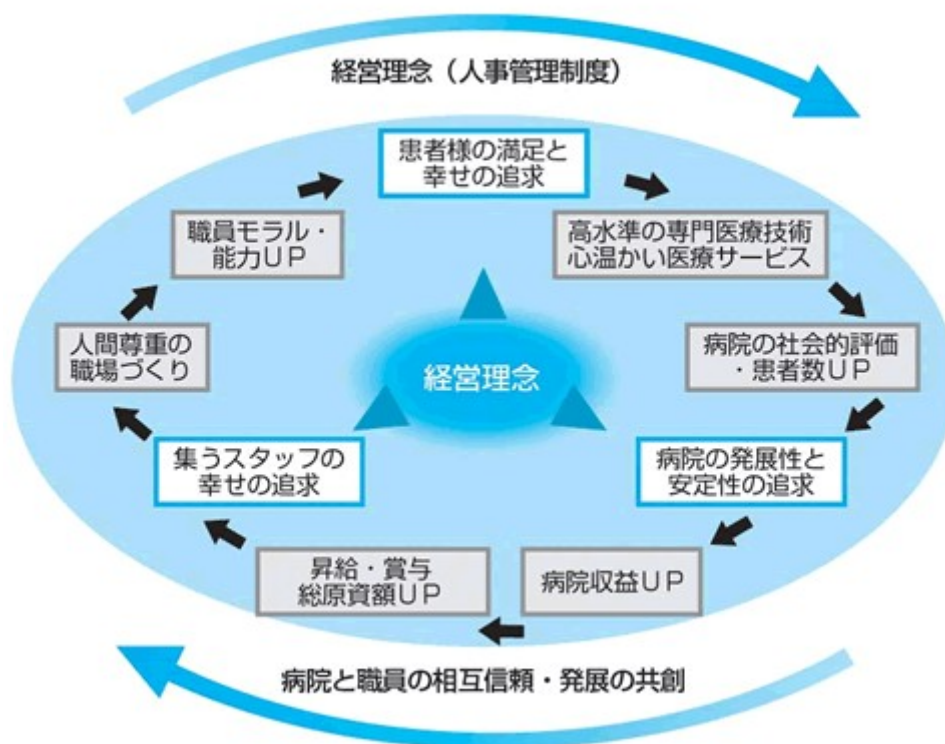 経営理念（人事管理制度）
患者様の満足と
幸せの追求
高水準の専門医療技術
心温かい医療サービス
病院の社会的評価
・患者数ＵＰ
病院の発展性と
安定性の追求
病院収益ＵＰ
昇給・賞与
総原資額ＵＰ
集うスタッフの
幸せの追求
人間尊重の
職場づくり
職員モラル・
能力ＵＰ
経営理念
病院と職員の相互信頼・発展の共創